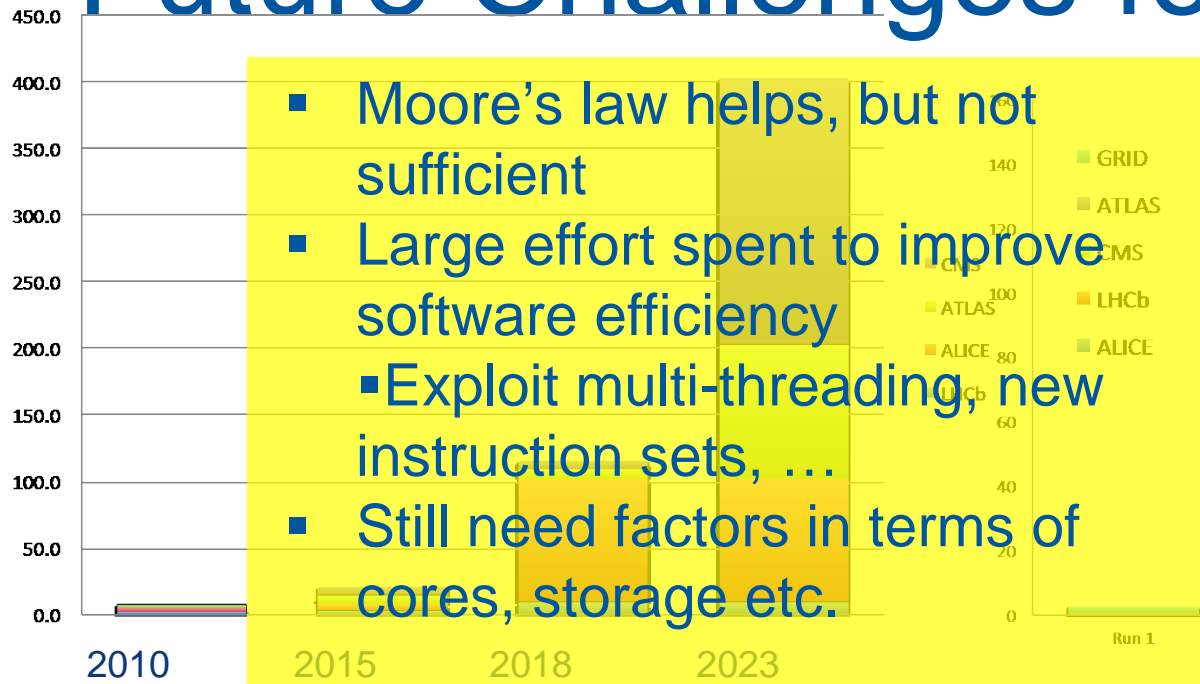 Future Challenges fo
450.0
400.0
350.0
300.0
250.0
200.0
150.0
100.0
50.0
0.0
2010
2015
2018
2023
▪ Moore’s law helps, but not
sufficient
▪ Large effort spent to improve
software efficiency
▪Exploit multi-threading, new
instruction sets, …
▪ Still need factors in terms of
cores, storage etc.
CMS
ATLAS
ALICE
LHCb
160
140
120
100
80
60
40
20
0
Run 1
GRID
ATLAS
CMS
LHCb
ALICE